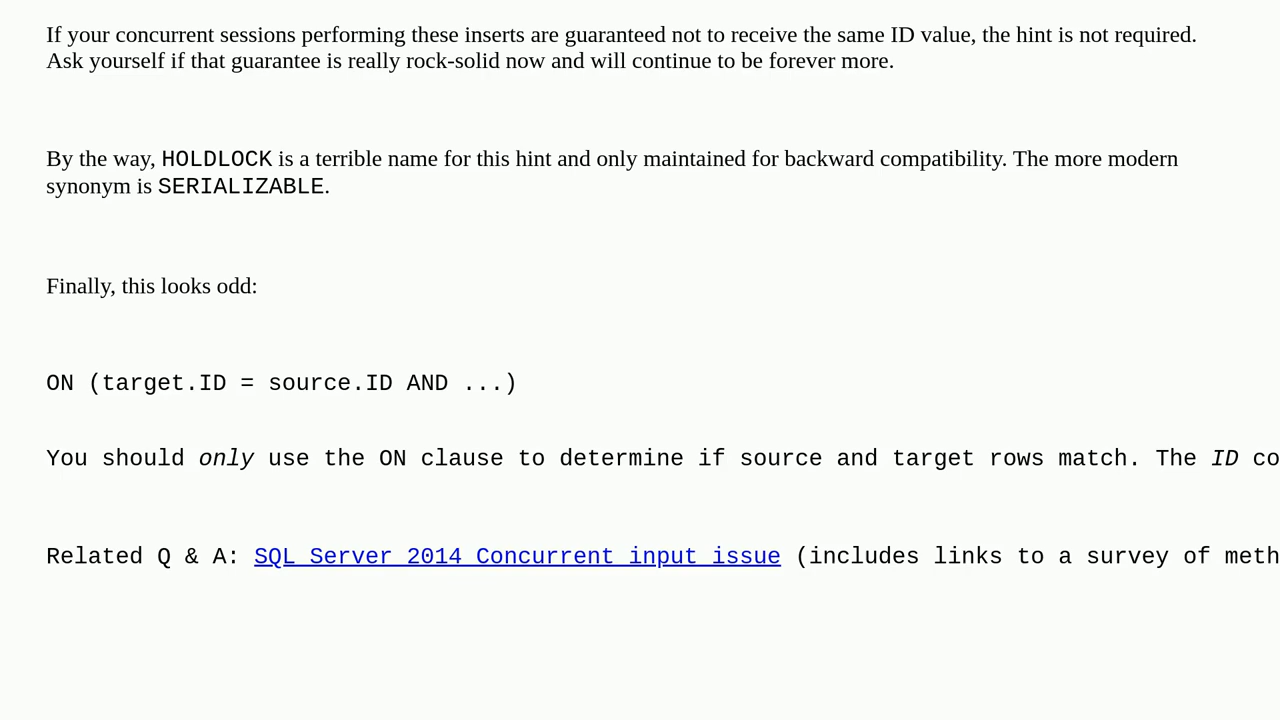 If your concurrent sessions performing these inserts are guaranteed not to receive the same ID value, the hint is not required.
Ask yourself if that guarantee is really rock-solid now and will continue to be forever more.
By the way, HOLDLOCK is a terrible name for this hint and only maintained for backward compatibility. The more modern
synonym is SERIALIZABLE.
Finally, this looks odd:
ON (target.ID = source.ID AND ...)
You should only use the ON clause to determine if source and target rows match. The ID
Related Q & A: SQL Server 2014 Concurrent input issue (includes links to a survey of